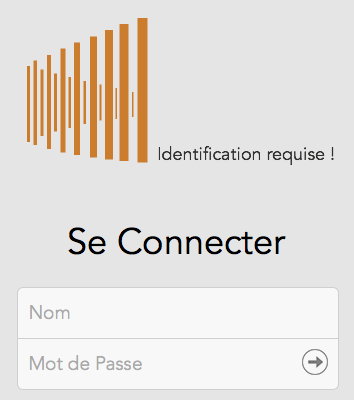 Identification requise !
Se Connecter
Nom
Mot de Passe